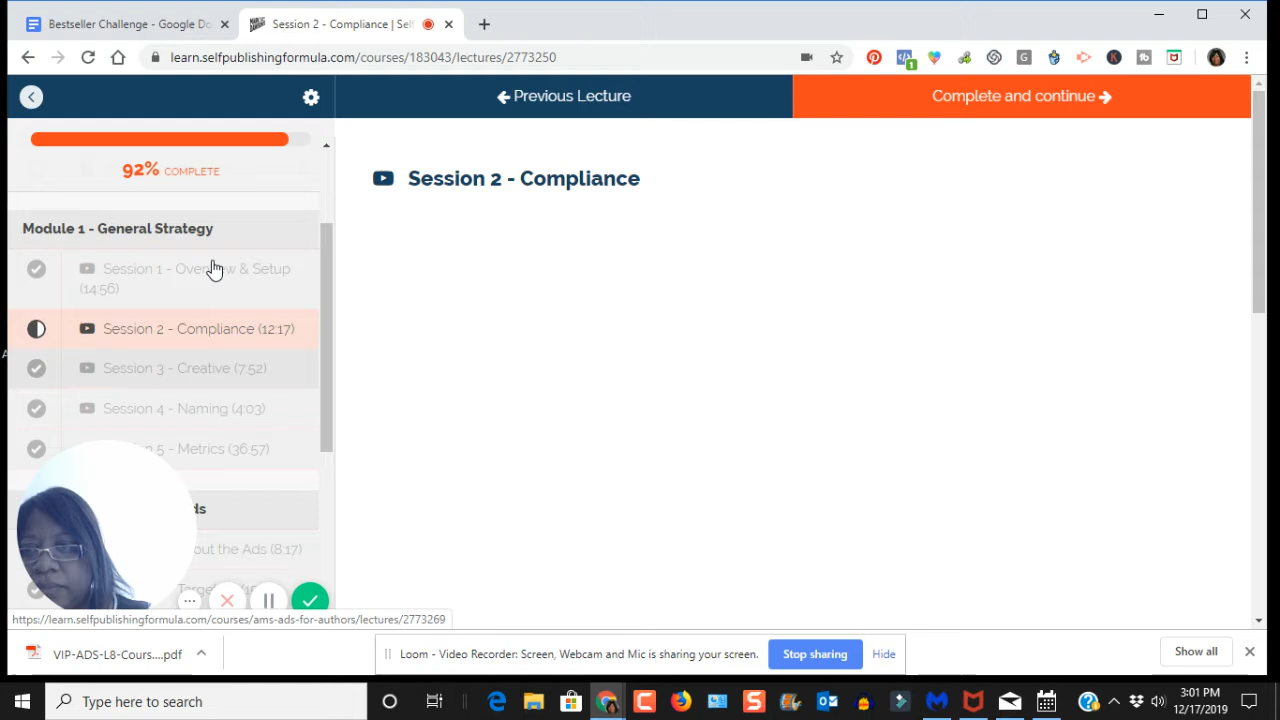 Bestseller Challenge - Google Do
Session 2 - Compliance | Sel
learn.selfpublishingformula.com/courses/183043/lectures/2773250
1
Previous Lecture
Complete and continue
92% COMPLETE
Session 2 - Compliance
Module 1 - General Strategy
Session 1 - Overview & Setup
(14:56)
Session 2 - Compliance (12:17)
Session 3 - Creative (7:52)
Session 4 - Naming (4:03)
5 - Metrics (36:57)
ds
out the Ads (8:17)
https://learn.selfpublishingformula.com/courses/ams-ads-for-authors/lectures/2773269
VIP-ADS-L8-Cours....pdf
Loom - Video Recorder: Screen, Webcam and Mic is sharing your screen.
Stop sharing
Hide
Show all
Type here to search
3:01 PM
12/17/2019